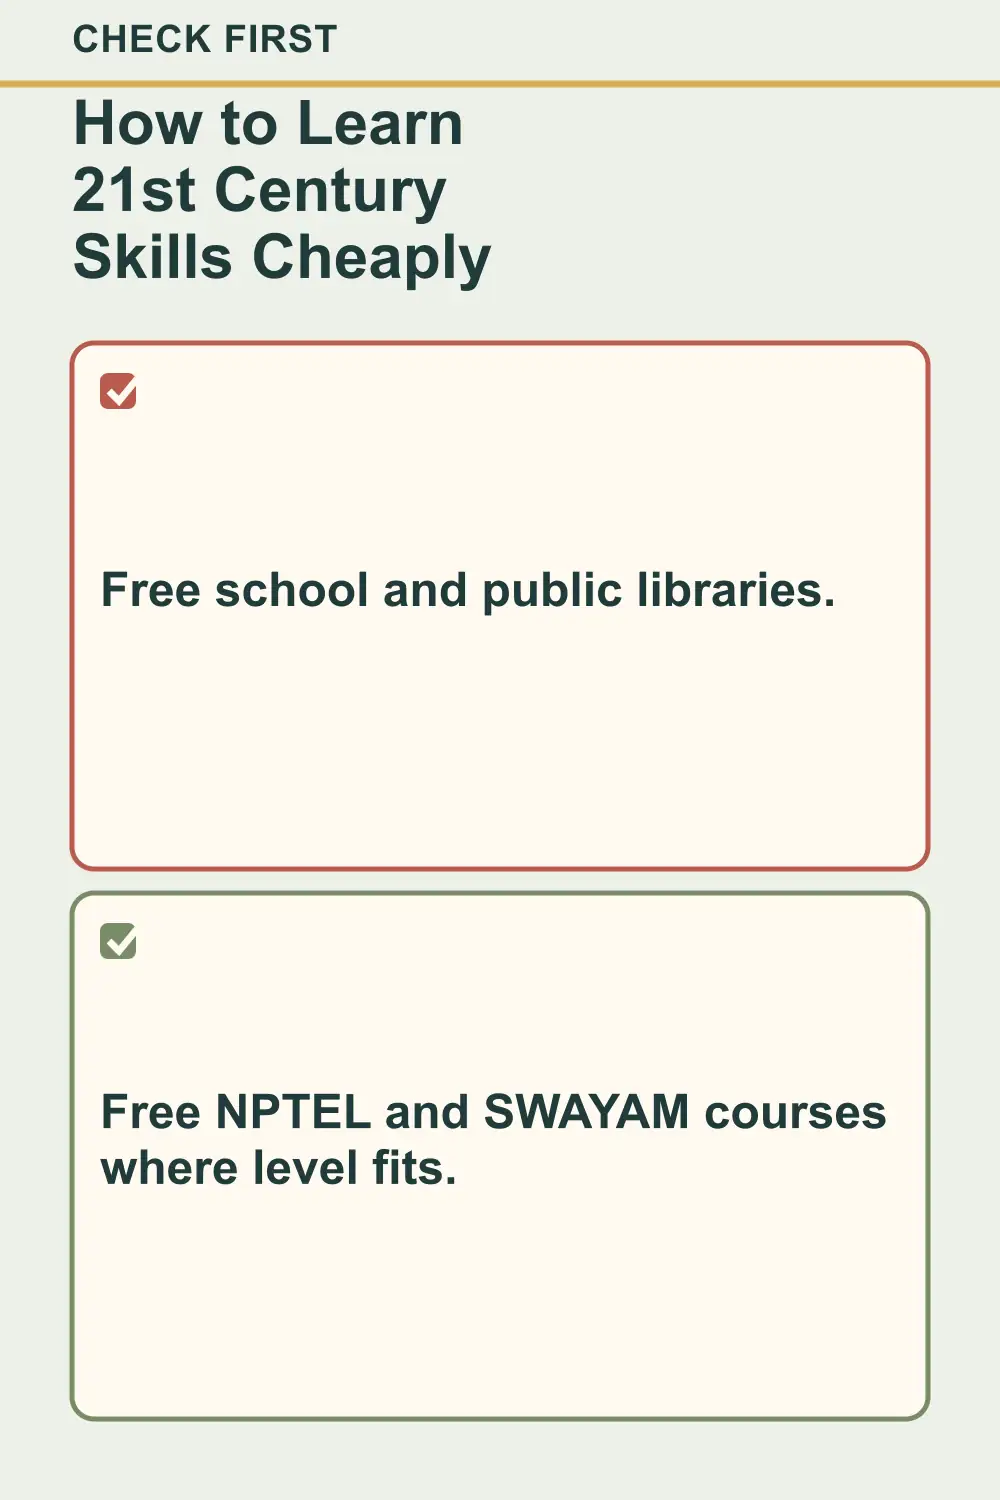 CHECK FIRST
How to Learn
21st Century
Skills Cheaply
Free school and public libraries.
Free NPTEL and SWAYAM courses
where level fits.